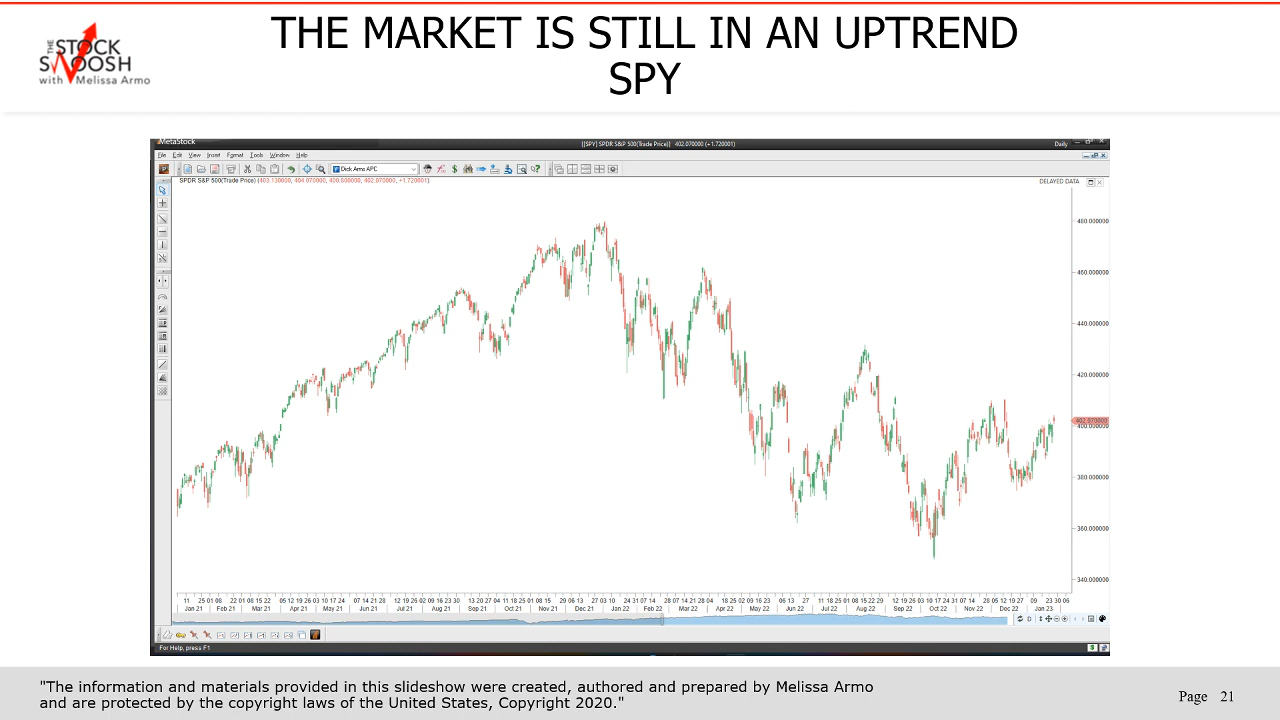 THE MARKET IS STILL IN AN UPTREND
SPY
THE STOCK
SWOOSH
with Melissa Armo
MetaStock
[[SPY] SPDR S&P 500(Trade Price)] 402.070000 (+1.720001)
Daily
File Edit View Insert Format Tools Window Help
Dick Armo APC
SPDR S&P 500(Trade Price) (403.130000, 404.070000, 400.600000, 402.070000, +1.720001)
DELAYED DATA
480.000000
460.000000
440.000000
420.000000
402.070000
400.000000
380.000000
360.000000
340.000000
Jan 21 Feb 21 Mar 21 Apr 21 May 21 Jun 21 Jul 21 Aug 21 Sep 21 Oct 21 Nov 21 Dec 21 Jan 22 Feb 22 Mar 22 Apr 22 May 22 Jun 22 Jul 22 Aug 22 Sep 22 Oct 22 Nov 22 Dec 22 Jan 23
For Help, press F1
"The information and materials provided in this slideshow were created, authored and prepared by Melissa Armo
and are protected by the copyright laws of the United States, Copyright 2020."
Page 21